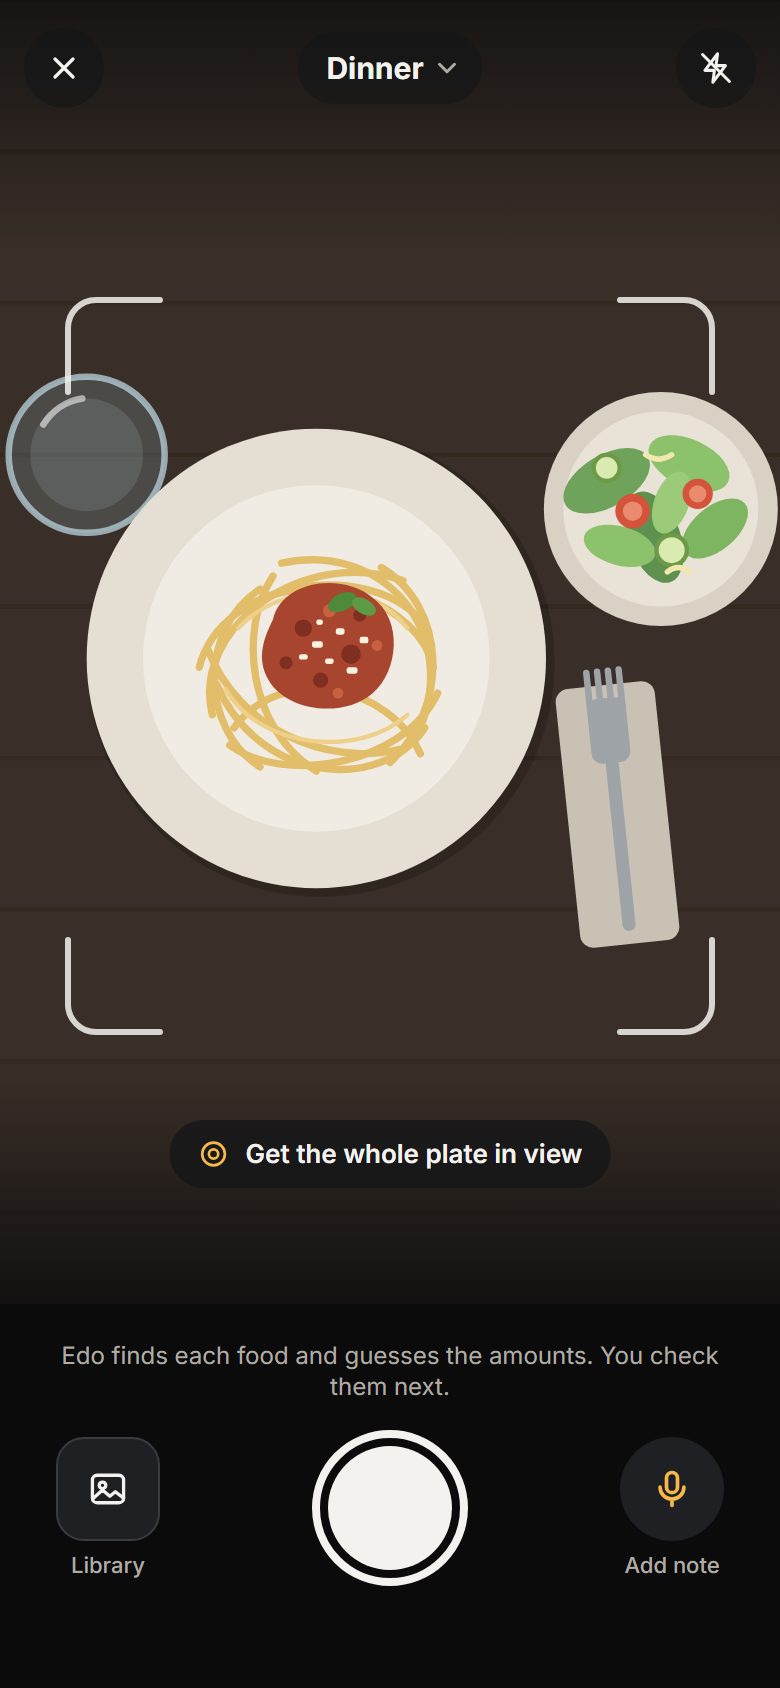 Dinner
Get the whole plate in view
Edo finds each food and guesses the amounts. You check
them next.
Library
Add note